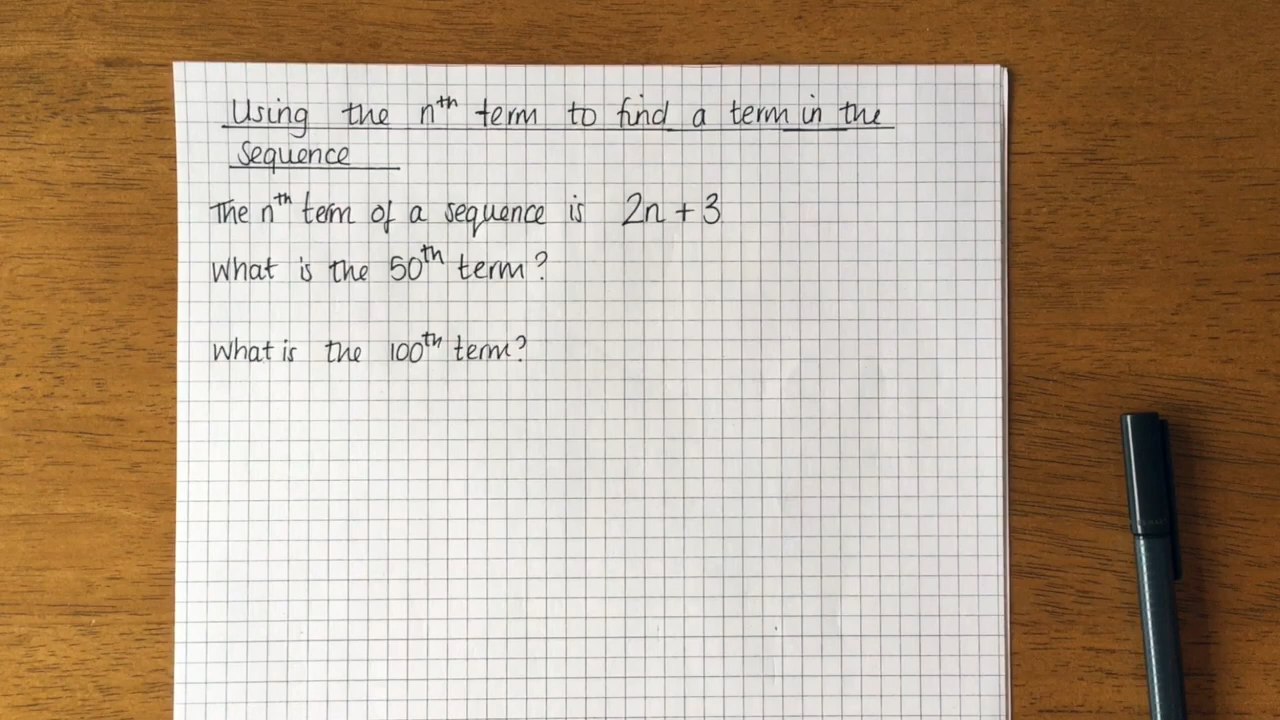 Using the nth term to find a term in the
Sequence
The nth term of a sequence is 2n + 3
What is the 50th term?
What is the 100th term?